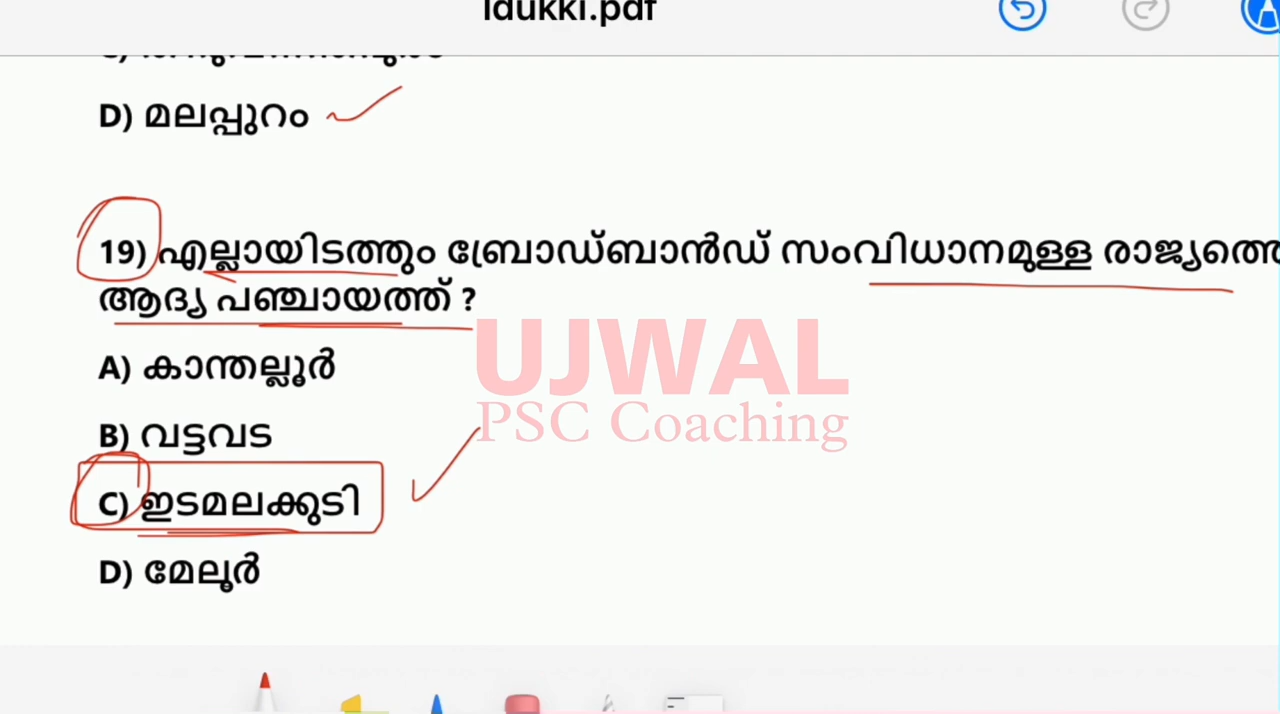 Idukki.pdf
D) മലപ്പുറം
19) എല്ലായിടത്തും ബ്രോഡ്ബാൻഡ് സംവിധാനമുള്ള രാജ്യത്തെ
ആദ്യ പഞ്ചായത്ത് ?
A) കാന്തല്ലൂർ
UJWAL
PSC Coaching
B) വട്ടവട
C) ഇടമലക്കുടി
D) മേലൂർ